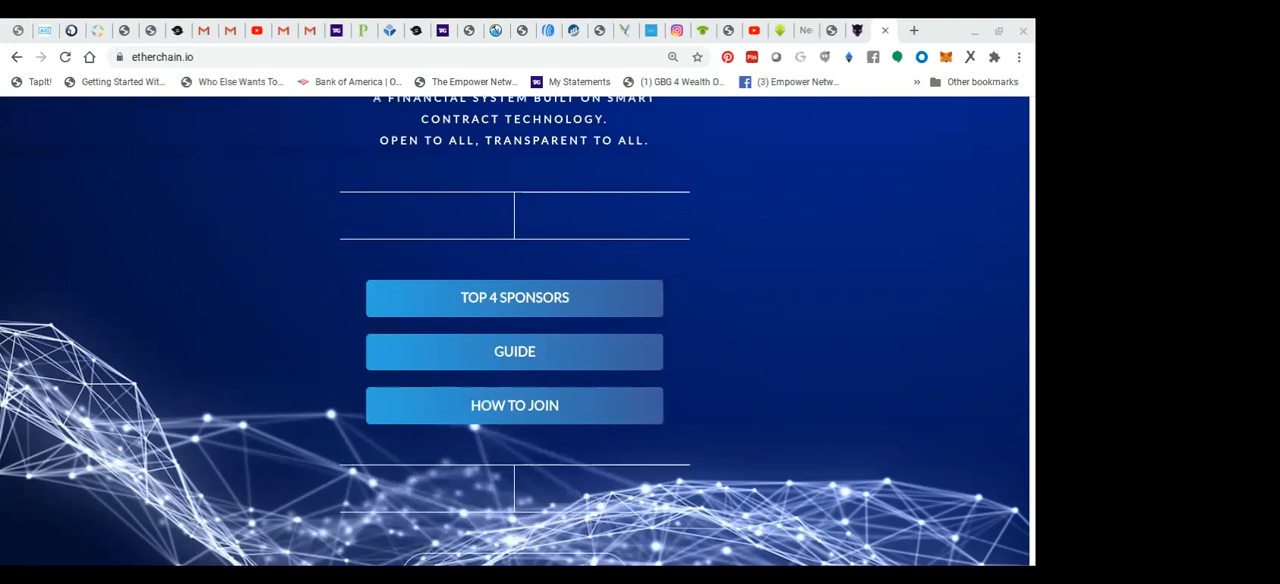 etherchain.io
TapIt!
Getting Started Wit...
Who Else Wants To...
Bank of America | O...
The Empower Netw...
My Statements
(1) GBG 4 Wealth O...
(3) Empower Netw...
»
Other bookmarks
A FINANCIAL SYSTEM BUILT ON SMART
CONTRACT TECHNOLOGY.
OPEN TO ALL, TRANSPARENT TO ALL.
TOP 4 SPONSORS
GUIDE
HOW TO JOIN